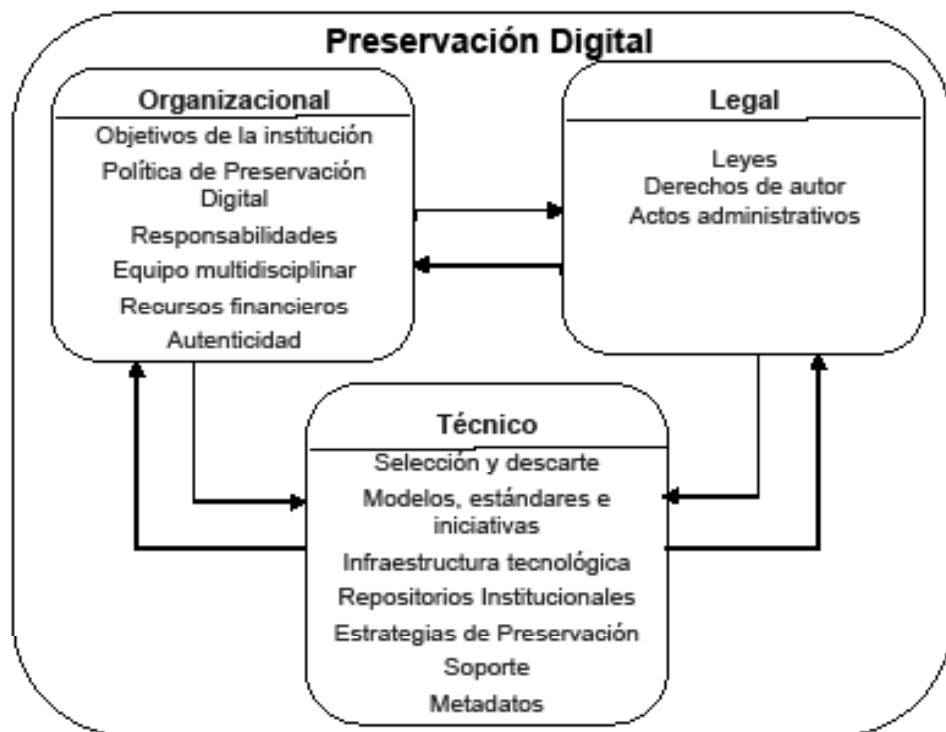 Preservación Digital
Organizacional
Objetivos de la institución
Política de Preservación
Digital
Responsabilidades
Equipo multidisciplinar
Recursos financieros
Autenticidad
Legal
Leyes
Derechos de autor
Actos administrativos
Técnico
Selección y descarte
Modelos, estándares e
iniciativas
Infraestructura tecnológica
Repositorios Institucionales
Estrategias de Preservación
Soporte
Metadatos